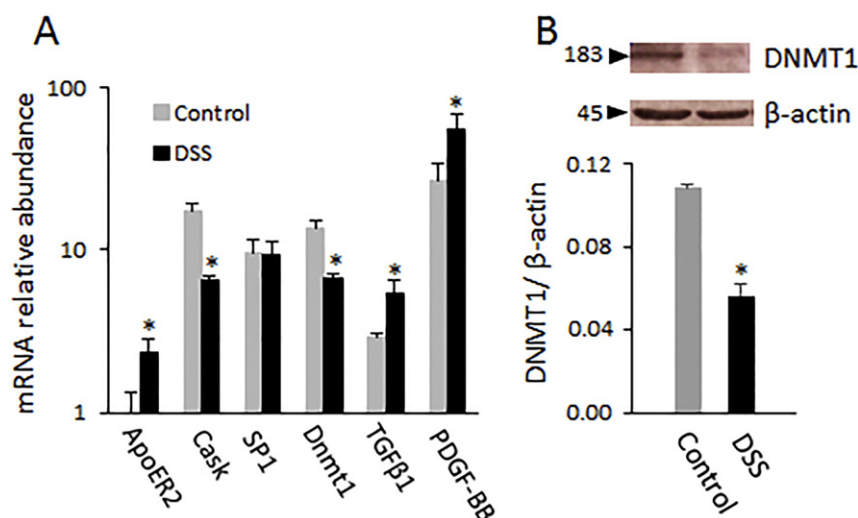 A
mRNA relative abundance
100
10
1
Control
DSS
*
*
*
*
*
ApoER2
Cask
SP1
Dnmt1
TGFβ1
PDGF-BB
B
183
DNMT1
45
β-actin
DNMT1/ β-actin
0.12
0.08
0.04
0.00
*
Control
DSS